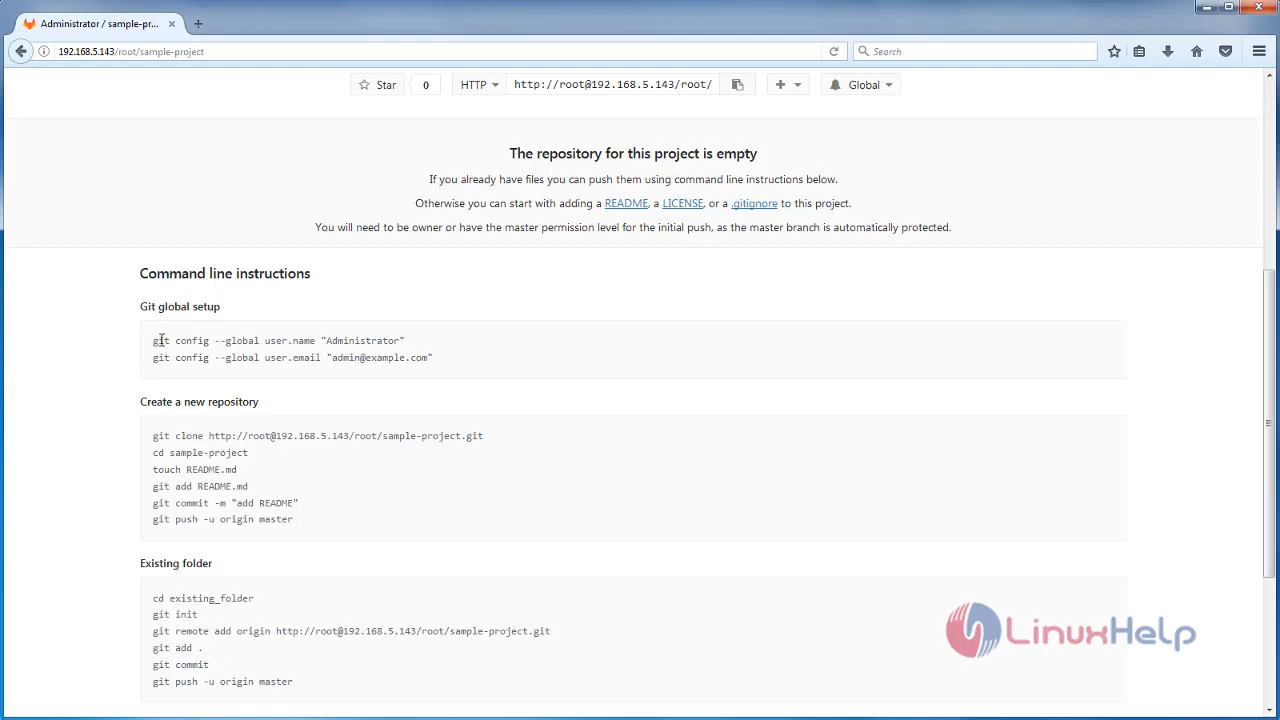 Administrator / sample-pr...
192.168.5.143/root/sample-project
Search
Star
0
HTTP
http://root@192.168.5.143/root/
Global
The repository for this project is empty
If you already have files you can push them using command line instructions below.
Otherwise you can start with adding a README, a LICENSE, or a .gitignore to this project.
You will need to be owner or have the master permission level for the initial push, as the master branch is automatically protected.
Command line instructions
Git global setup
git config --global user.name "Administrator"
git config --global user.email "admin@example.com"
Create a new repository
git clone http://root@192.168.5.143/root/sample-project.git
cd sample-project
touch README.md
git add README.md
git commit -m "add README"
git push -u origin master
Existing folder
cd existing_folder
git init
git remote add origin http://root@192.168.5.143/root/sample-project.git
git add .
git commit
git push -u origin master
LinuxHelp